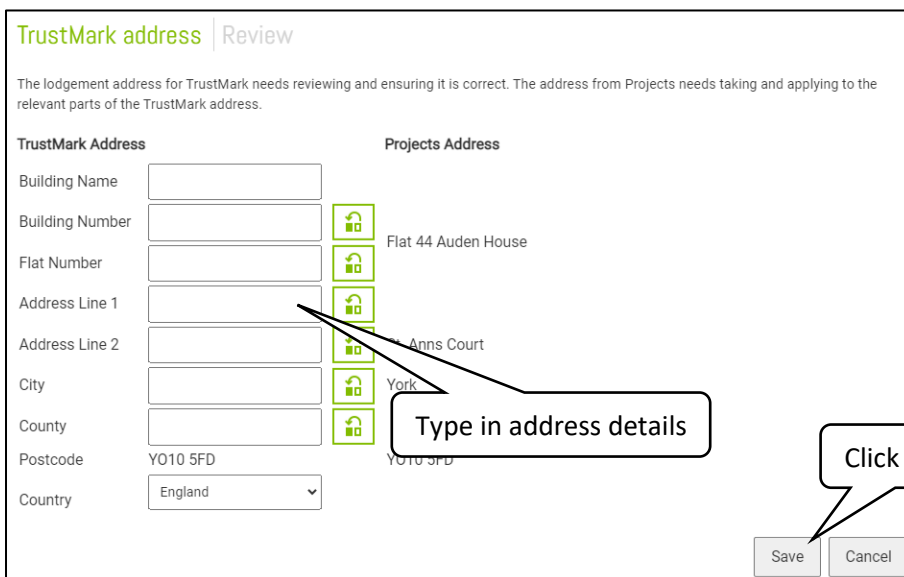 TrustMark address | Review
The lodgement address for TrustMark needs reviewing and ensuring it is correct. The address from Projects needs taking and applying to the
relevant parts of the TrustMark address.
TrustMark Address Projects Address
Building Name
Building Number
Flat 44 Auden House
Flat Number
Address Line 1
Address Line 2 St. Anns Court
City York
County
Type in address details
Postcode YO10 5FD YO10 5FD
Click
Country England
Save Cancel